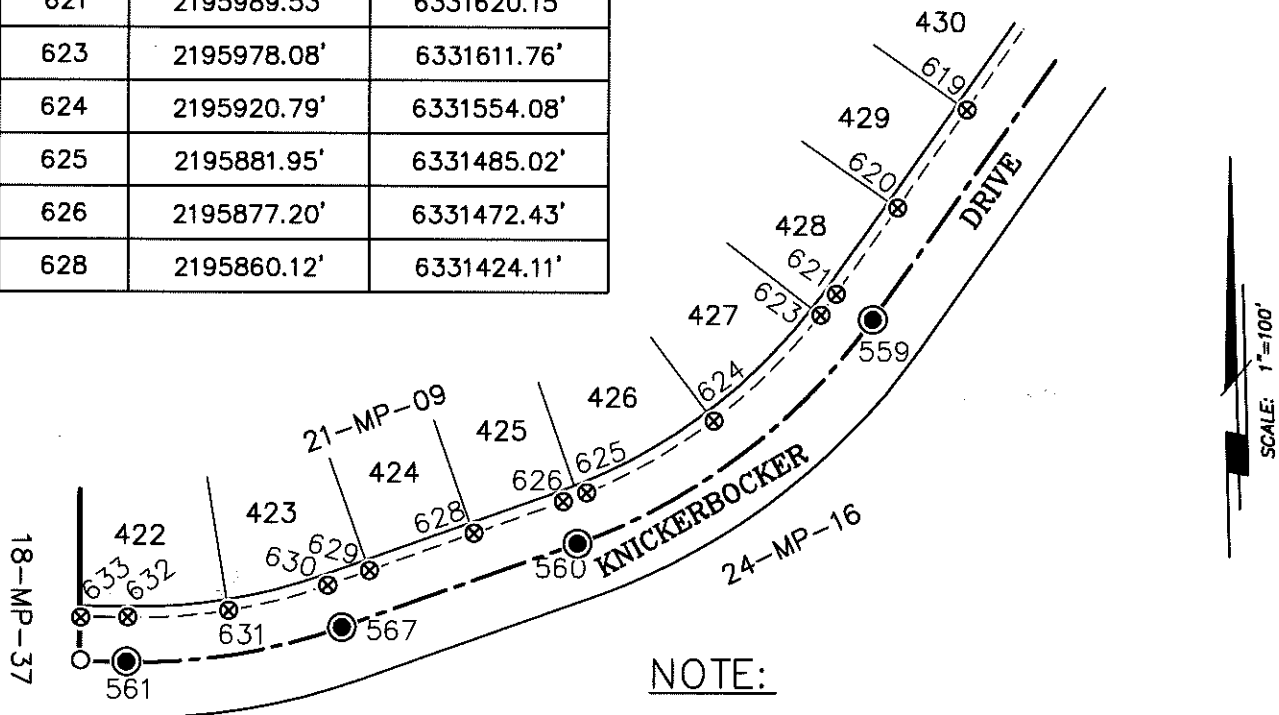 621 2195989.53' 6331620.15'
623 2195978.08' 6331611.76'
624 2195920.79' 6331554.08'
625 2195881.95' 6331485.02'
626 2195877.20' 6331472.43'
628 2195860.12' 6331424.11'
430
619
429
620
428
621
623
427
559
DRIVE
624
426
625
425
626
21-MP-09
424
628
423
629
630
422
633
632
631
567
560
KNICKERBOCKER
24-MP-16
561
18-MP-37
SCALE: 1"=100'
NOTE: